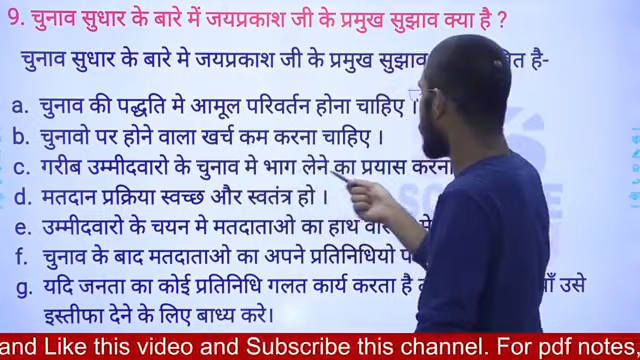 9. चुनाव सुधार के बारे में जयप्रकाश जी के प्रमुख सुझाव क्या है ?
चुनाव सुधार के बारे मे जयप्रकाश जी के प्रमुख सुझाव है-
a. चुनाव की पद्धति मे आमूल परिवर्तन होना चाहिए ।
b. चुनावो पर होने वाला खर्च कम करना चाहिए ।
c. गरीब उम्मीदवारो के चुनाव मे भाग लेने का प्रयास करना
d. मतदान प्रक्रिया स्वच्छ और स्वतंत्र हो ।
e. उम्मीदवारो के चयन मे मतदाताओ का हाथ
f. चुनाव के बाद मतदाताओ का अपने प्रतिनिधियो
g. यदि जनता का कोई प्रतिनिधि गलत कार्य करता है उसे
इस्तीफा देने के लिए बाध्य करे।
and Like this video and Subscribe this channel. For pdf notes,